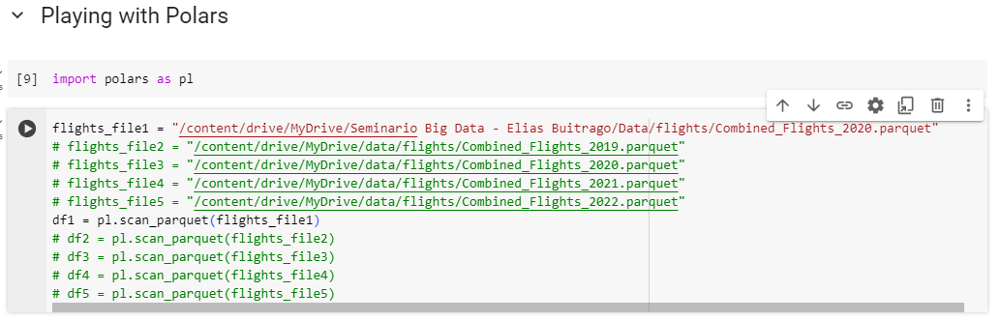 Playing with Polars
[9] import polars as pl
flights_file1 = "/content/drive/MyDrive/Seminario Big Data - Elias Buitrago/Data/flights/Combined_Flights_2020.parquet"
# flights_file2 = "/content/drive/MyDrive/data/flights/Combined_Flights_2019.parquet"
# flights_file3 = "/content/drive/MyDrive/data/flights/Combined_Flights_2020.parquet"
# flights_file4 = "/content/drive/MyDrive/data/flights/Combined_Flights_2021.parquet"
# flights_file5 = "/content/drive/MyDrive/data/flights/Combined_Flights_2022.parquet"
df1 = pl.scan_parquet(flights_file1)
# df2 = pl.scan_parquet(flights_file2)
# df3 = pl.scan_parquet(flights_file3)
# df4 = pl.scan_parquet(flights_file4)
# df5 = pl.scan_parquet(flights_file5)